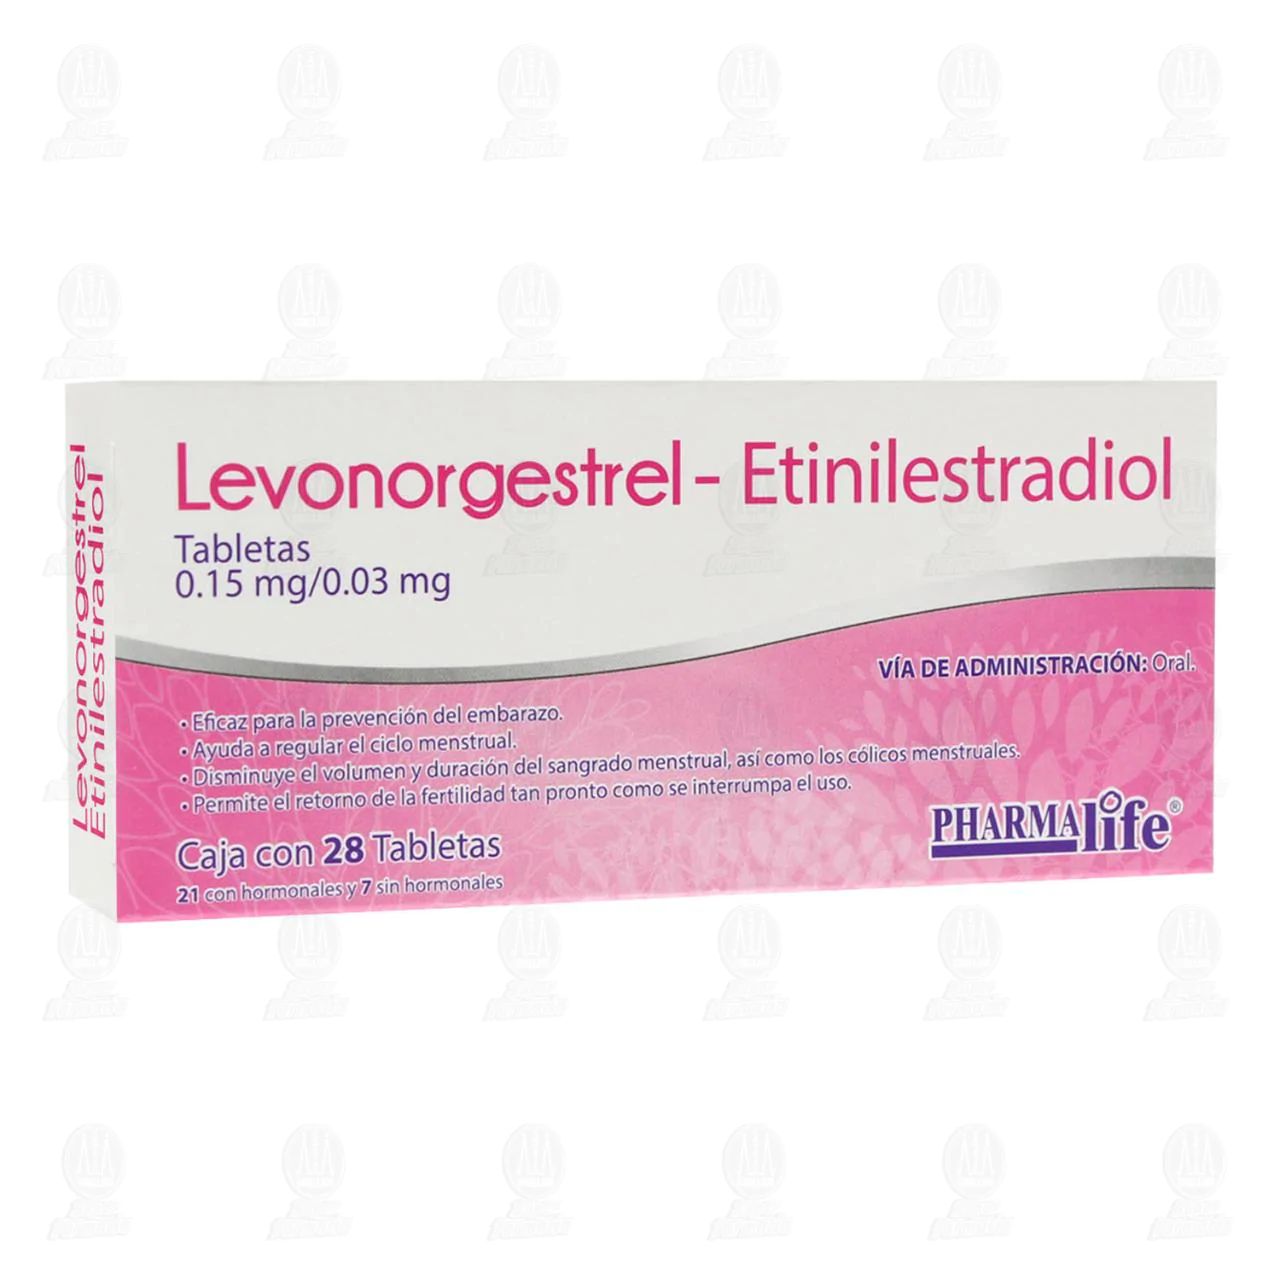 Levonorgestrel - Etinilestradiol
Tabletas
0.15 mg/0.03 mg
VÍA DE ADMINISTRACIÓN: Oral.
• Eficaz para la prevención del embarazo.
• Ayuda a regular el ciclo menstrual.
• Disminuye el volumen y duración del sangrado menstrual, así como los cólicos menstruales.
• Permite el retorno de la fertilidad tan pronto como se interrumpa el uso.
Caja con 28 Tabletas
21 con hormonales y 7 sin hormonales
PHARMAlife®
Levonorgestrel
Etinilestradiol